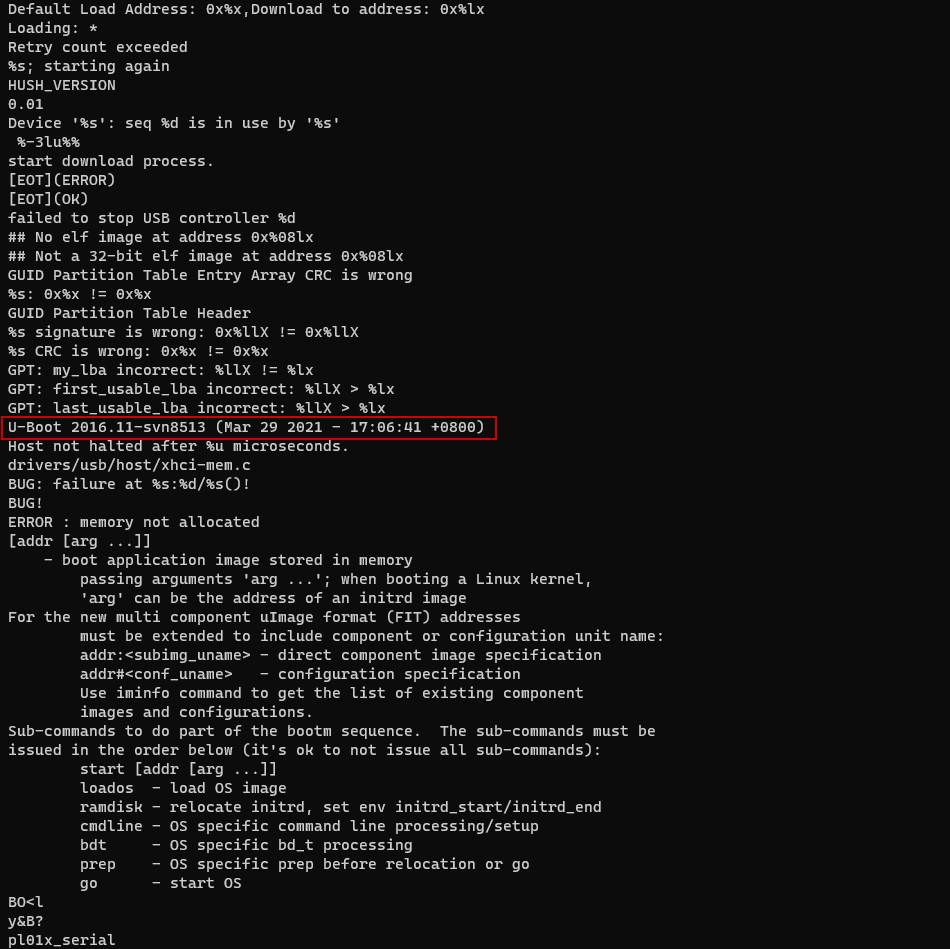 Default Load Address: 0x%x,Download to address: 0x%lx
Loading: *
Retry count exceeded
%s; starting again
HUSH_VERSION
0.01
Device '%s': seq %d is in use by '%s'
 %-3lu%%
start download process.
[EOT](ERROR)
[EOT](OK)
failed to stop USB controller %d
## No elf image at address 0x%08lx
## Not a 32-bit elf image at address 0x%08lx
GUID Partition Table Entry Array CRC is wrong
%s: 0x%x != 0x%x
GUID Partition Table Header
%s signature is wrong: 0x%llX != 0x%llX
%s CRC is wrong: 0x%x != 0x%x
GPT: my_lba incorrect: %llX != %lx
GPT: first_usable_lba incorrect: %llX > %lx
GPT: last_usable_lba incorrect: %llX > %lx
U-Boot 2016.11-svn8513 (Mar 29 2021 - 17:06:41 +0800)
Host not halted after %u microseconds.
drivers/usb/host/xhci-mem.c
BUG: failure at %s:%d/%s()!
BUG!
ERROR : memory not allocated
[addr [arg ...]]
    - boot application image stored in memory
        passing arguments 'arg ...'; when booting a Linux kernel,
        'arg' can be the address of an initrd image
For the new multi component uImage format (FIT) addresses
        must be extended to include component or configuration unit name:
        addr:<subimg_uname> - direct component image specification
        addr#<conf_uname>   - configuration specification
        Use iminfo command to get the list of existing component
        images and configurations.
Sub-commands to do part of the bootm sequence.  The sub-commands must be
issued in the order below (it's ok to not issue all sub-commands):
        start [addr [arg ...]]
        loados  - load OS image
        ramdisk - relocate initrd, set env initrd_start/initrd_end
        cmdline - OS specific command line processing/setup
        bdt     - OS specific bd_t processing
        prep    - OS specific prep before relocation or go
        go      - start OS
BO<l
y&B?
pl01x_serial